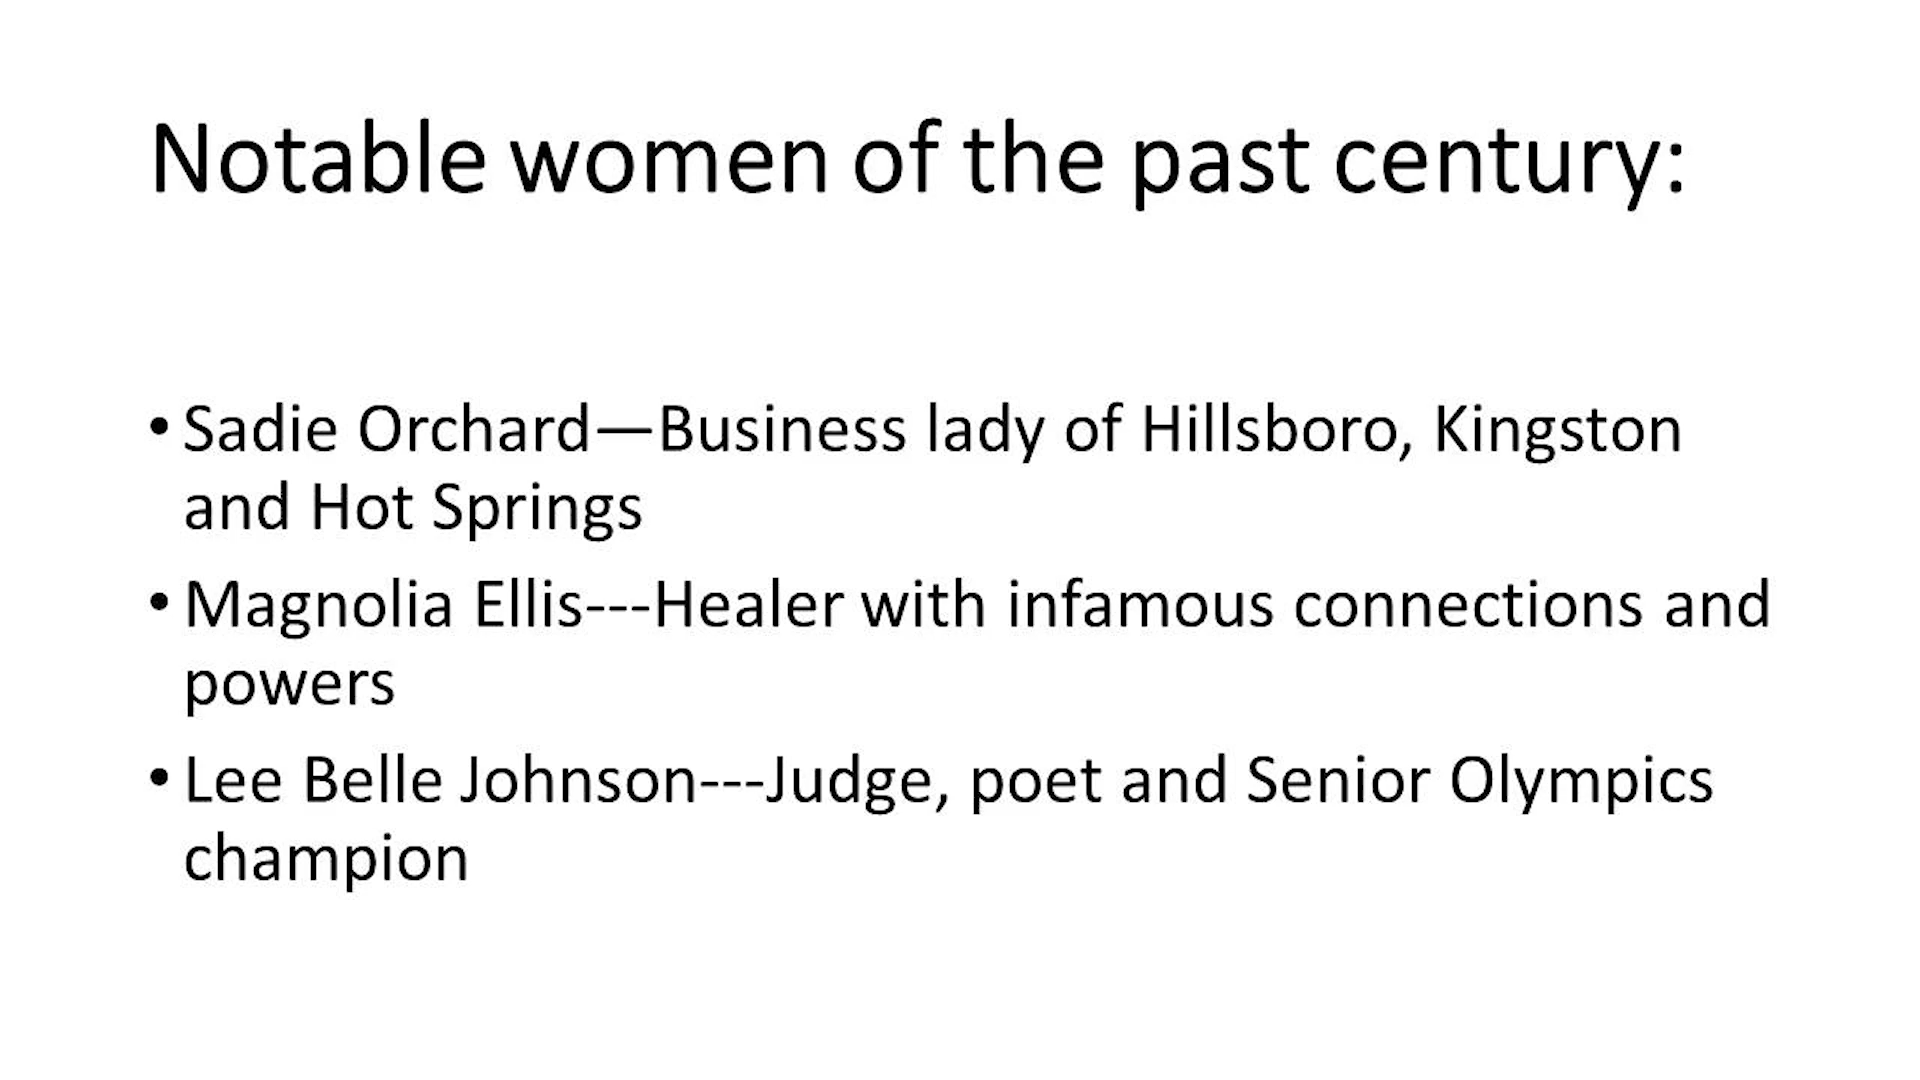 Notable women of the past century:
• Sadie Orchard—Business lady of Hillsboro, Kingston
and Hot Springs
• Magnolia Ellis---Healer with infamous connections and
powers
• Lee Belle Johnson---Judge, poet and Senior Olympics
champion